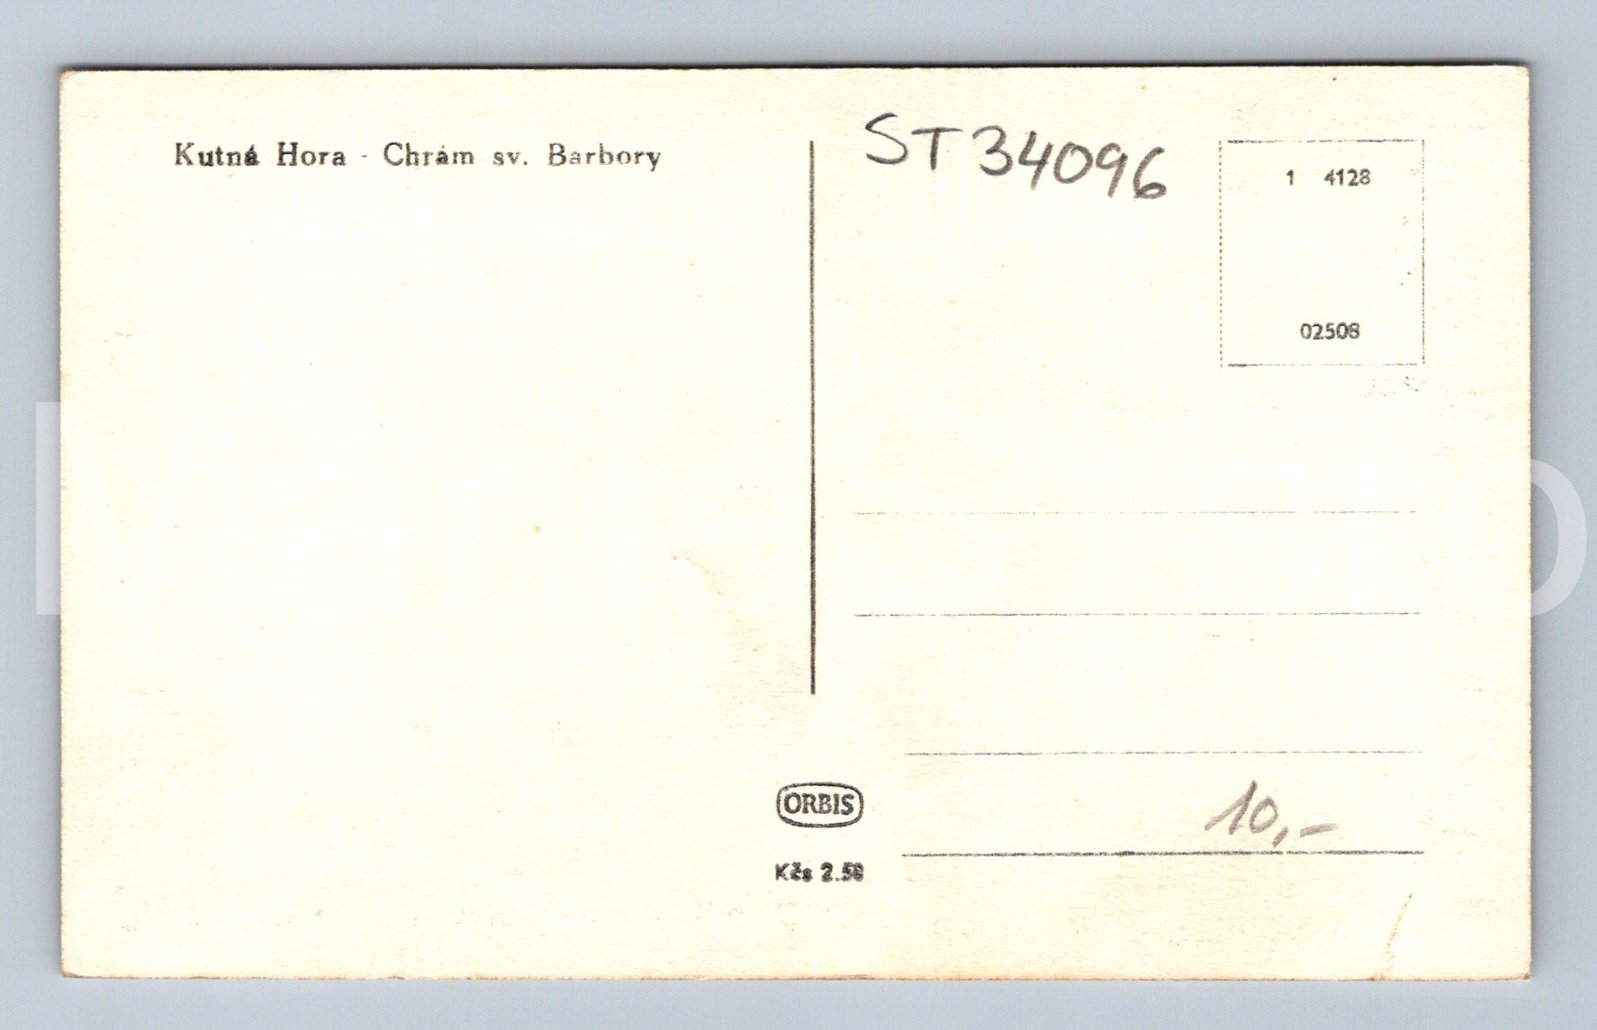 Kutná Hora - Chrám sv. Barbory
ST34096
1 4128
02508
ORBIS
Kčs 2.50
10,-